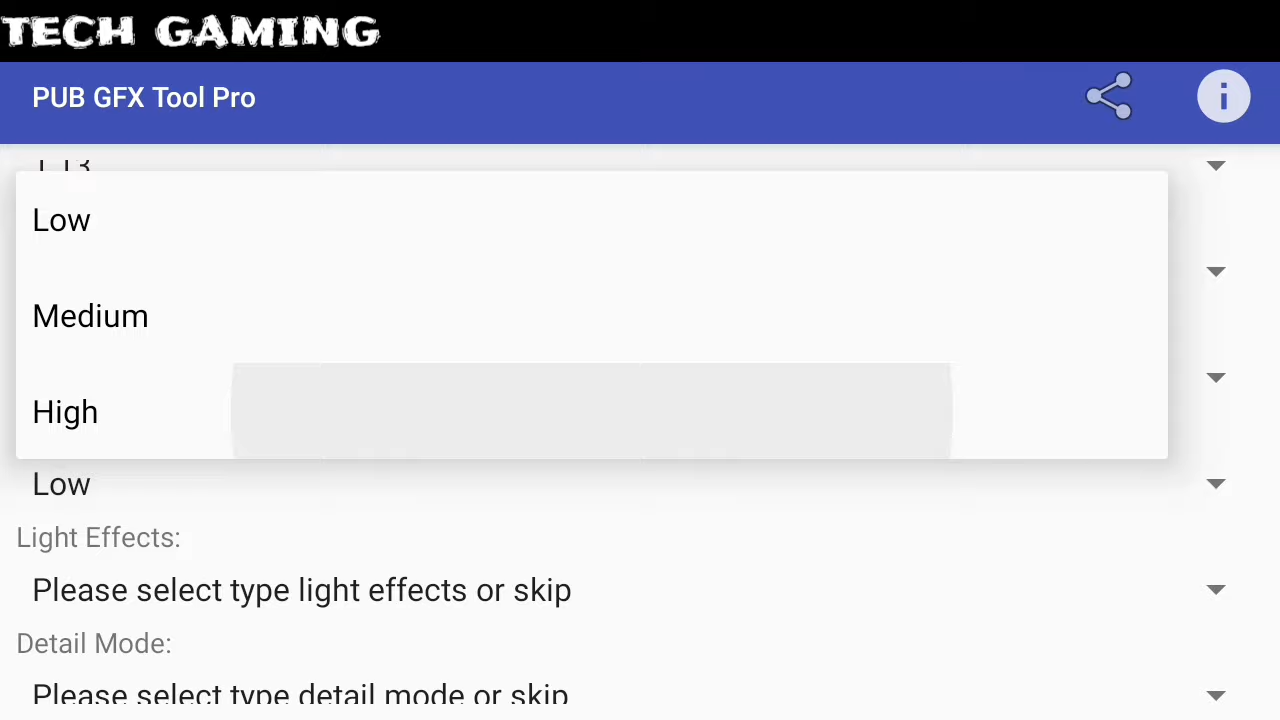 TECH GAMING
PUB GFX Tool Pro
Low
Medium
High
Low
Light Effects:
Please select type light effects or skip
Detail Mode:
Please select type detail mode or skip